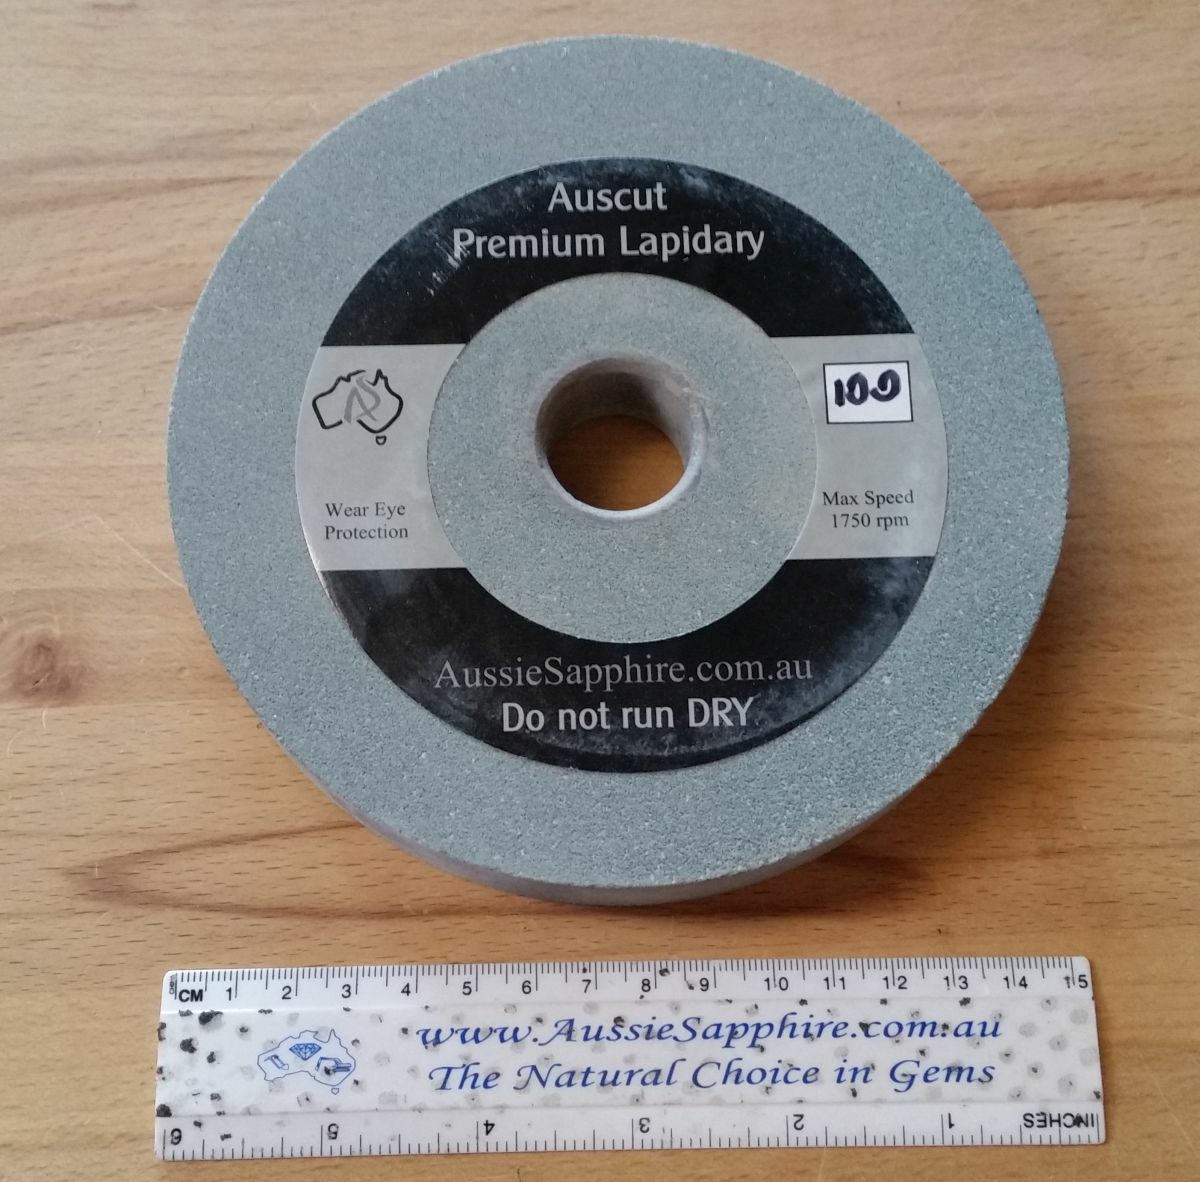 Auscut
Premium Lapidary
100
Wear Eye
Protection
Max Speed
1750 rpm
AussieSapphire.com.au
Do not run DRY
CM 1 2 3 4 5 6 7 8 9 10 11 12 13 14 15
www.AussieSapphire.com.au
The Natural Choice in Gems
6 5 4 3 2 1 INCHES